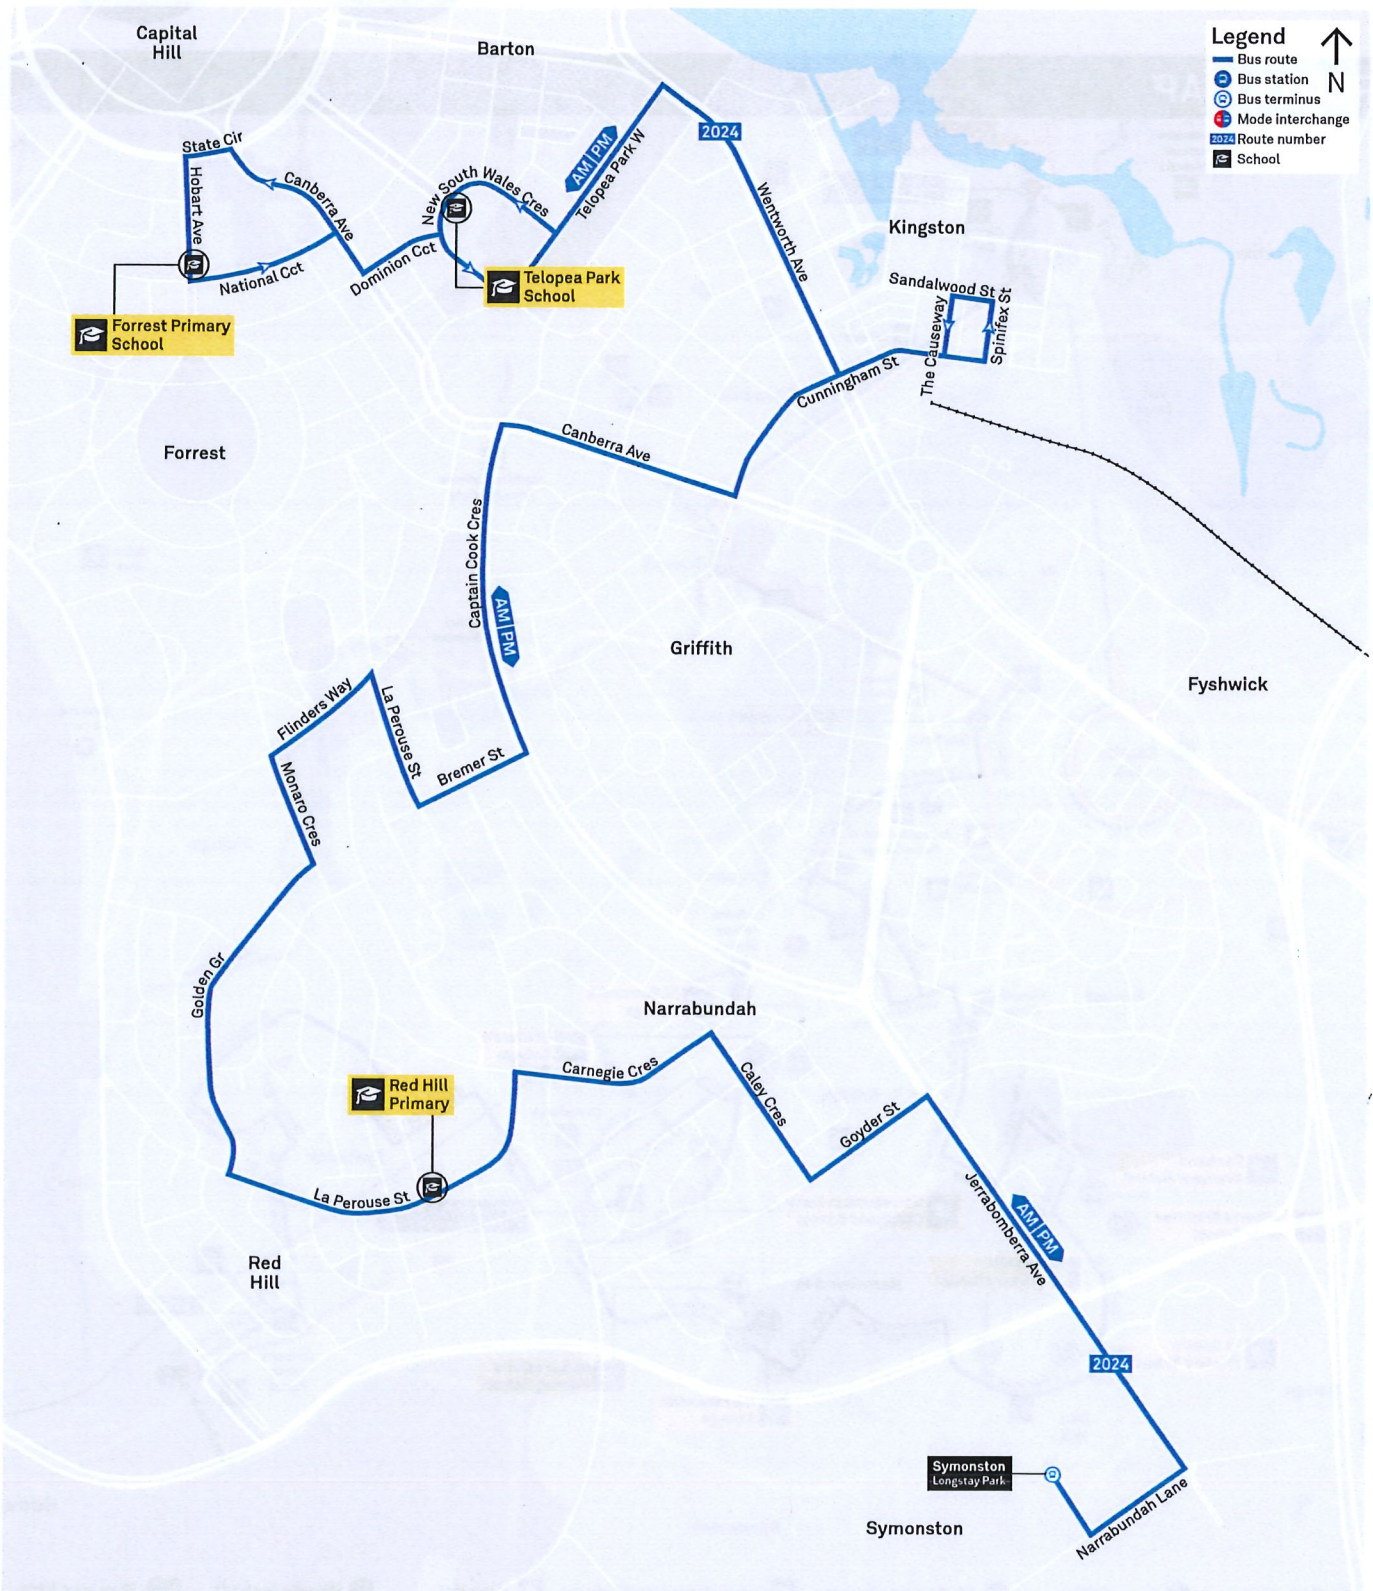 Capital
Hill
Barton
Legend
Bus route
Bus station
N
Bus terminus
Mode interchange
2024 Route number
School
2024
State Cir
AM|PM
Telopea Park W
Hobart Ave
Canberra Ave
New South Wales Cres
Wentworth Ave
Kingston
National Cct
Dominion Cct
Telopea Park
School
Sandalwood St
The Causeway
Spinifex St
Forrest Primary
School
Cunningham St
Forrest
Canberra Ave
Captain Cook Cres
AM|PM
Griffith
Fyshwick
Flinders Way
La Perouse St
Bremer St
Monaro Cres
Golden Gr
Narrabundah
Carnegie Cres
Caley Cres
Red Hill
Primary
Goyder St
La Perouse St
Jerrabomberra Ave
AM|PM
Red
Hill
2024
Symonston
Longstay Park
Symonston
Narrabundah Lane